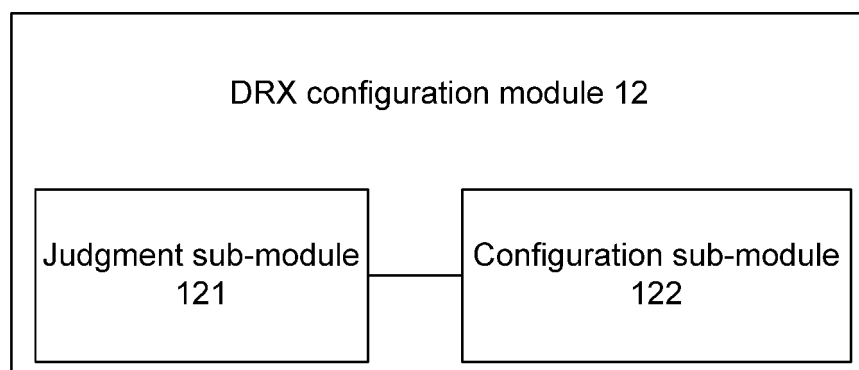 DRX configuration module 12
Judgment sub-module
121
Configuration sub-module
122